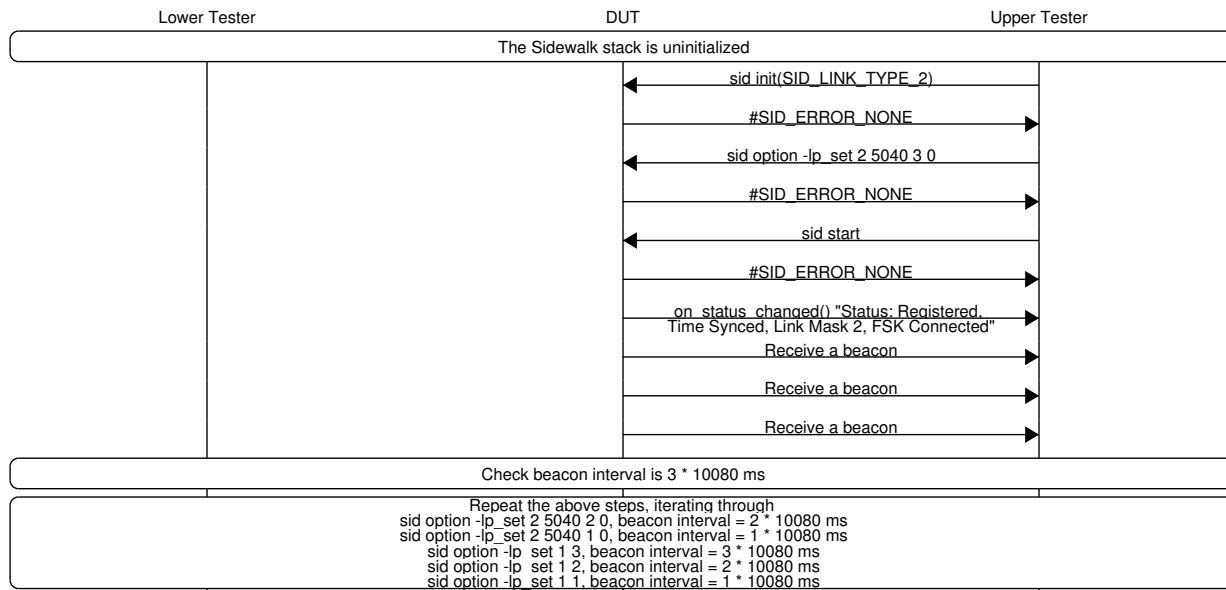 Lower Tester DUT Upper Tester
The Sidewalk stack is uninitialized
sid init(SID_LINK_TYPE_2)
#SID_ERROR_NONE
sid option -lp_set 2 5040 3 0
#SID_ERROR_NONE
sid start
#SID_ERROR_NONE
on_status_changed() "Status: Registered,
Time Synced, Link Mask 2, FSK Connected"
Receive a beacon
Receive a beacon
Receive a beacon
Check beacon interval is 3 * 10080 ms
Repeat the above steps, iterating through
sid option -lp_set 2 5040 2 0, beacon interval = 2 * 10080 ms
sid option -lp_set 2 5040 1 0, beacon interval = 1 * 10080 ms
sid option -lp_set 1 3, beacon interval = 3 * 10080 ms
sid option -lp_set 1 2, beacon interval = 2 * 10080 ms
sid option -lp_set 1 1, beacon interval = 1 * 10080 ms